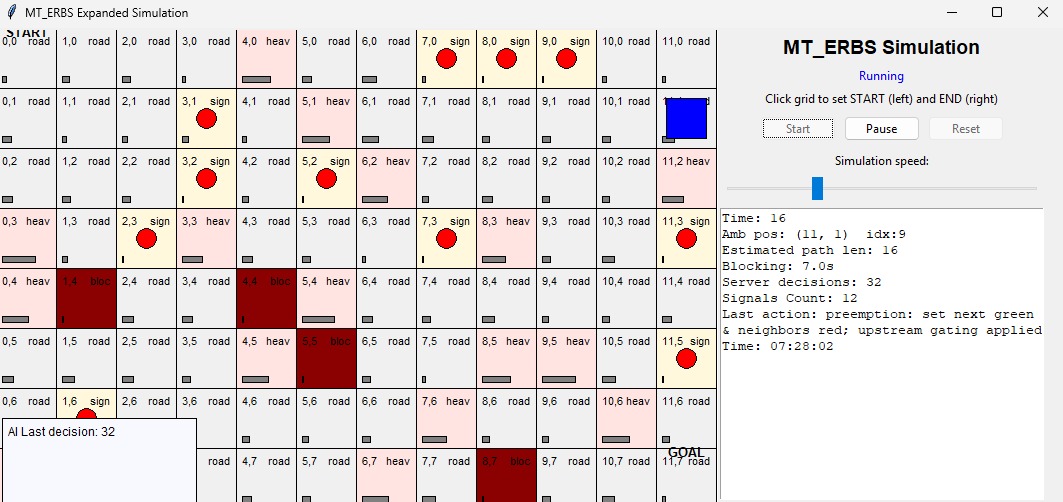 MT_ERBS Expanded Simulation
START
0,0 road 1,0 road 2,0 road 3,0 road 4,0 heav 5,0 road 6,0 road 7,0 sign 8,0 sign 9,0 sign 10,0 road 11,0 road
0,1 road 1,1 road 2,1 road 3,1 sign 4,1 road 5,1 heav 6,1 road 7,1 road 8,1 road 9,1 road 10,1 road
0,2 road 1,2 road 2,2 road 3,2 sign 4,2 road 5,2 sign 6,2 heav 7,2 road 8,2 road 9,2 road 10,2 road 11,2 heav
0,3 heav 1,3 road 2,3 sign 3,3 heav 4,3 road 5,3 road 6,3 road 7,3 sign 8,3 heav 9,3 road 10,3 road 11,3 sign
0,4 heav 1,4 bloc 2,4 road 3,4 road 4,4 bloc 5,4 heav 6,4 road 7,4 road 8,4 road 9,4 road 10,4 road 11,4 road
0,5 road 1,5 road 2,5 road 3,5 road 4,5 heav 5,5 bloc 6,5 road 7,5 road 8,5 heav 9,5 heav 10,5 road 11,5 sign
0,6 road 1,6 sign 2,6 road 3,6 road 4,6 road 5,6 road 6,6 road 7,6 heav 8,6 road 9,6 road 10,6 heav 11,6 road
AI Last decision: 32
GOAL
road 4,7 road 5,7 road 6,7 heav 7,7 road 8,7 bloc 9,7 road 10,7 road 11,7 road
MT_ERBS Simulation
Running
Click grid to set START (left) and END (right)
Start Pause Reset
Simulation speed:
Time: 16
Amb pos: (11, 1) idx:9
Estimated path len: 16
Blocking: 7.0s
Server decisions: 32
Signals Count: 12
Last action: preemption: set next green
& neighbors red; upstream gating applied
Time: 07:28:02